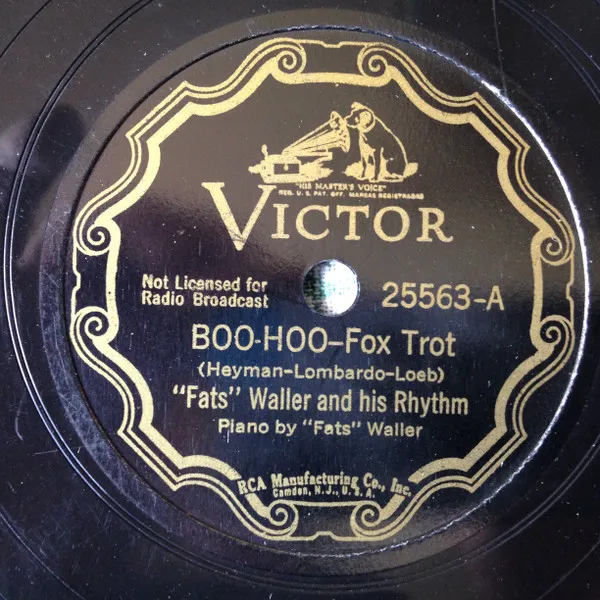 "HIS MASTER'S VOICE"
REG. U. S. PAT. OFF. MARCAS REGISTRADAS
VICTOR
Not Licensed for
Radio Broadcast
25563-A
BOO-HOO—Fox Trot
(Heyman-Lombardo-Loeb)
"Fats" Waller and his Rhythm
Piano by "Fats" Waller
RCA Manufacturing Co., Inc.
Camden, N.J., U.S.A.